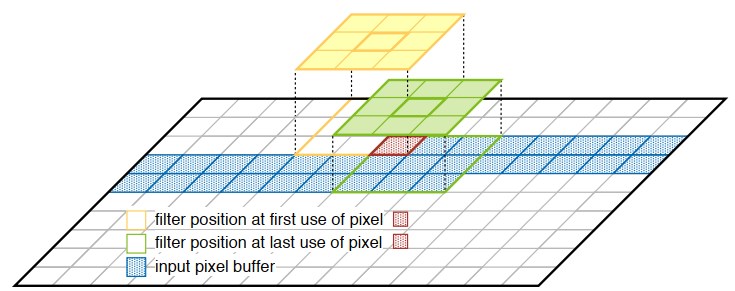 filter position at first use of pixel
filter position at last use of pixel
input pixel buffer